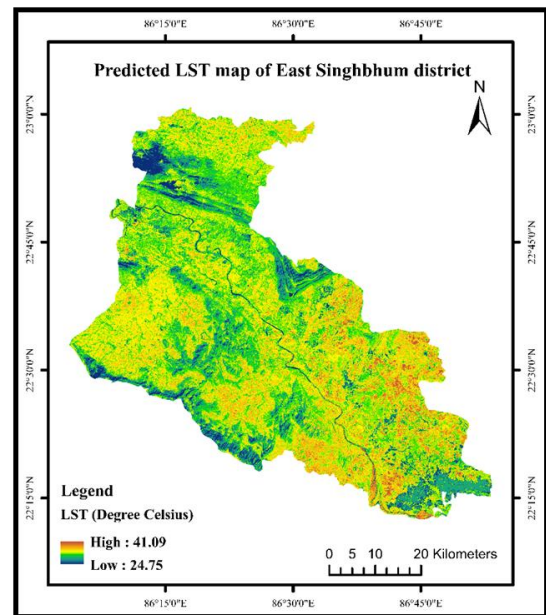 86°15'0"E 86°30'0"E 86°45'0"E
Predicted LST map of East Singhbhum district
N
23°0'0"N 23°0'0"N
22°45'0"N 22°45'0"N
22°30'0"N 22°30'0"N
22°15'0"N 22°15'0"N
Legend
LST (Degree Celsius)
High : 41.09
Low : 24.75
0 5 10 20 Kilometers
86°15'0"E 86°30'0"E 86°45'0"E